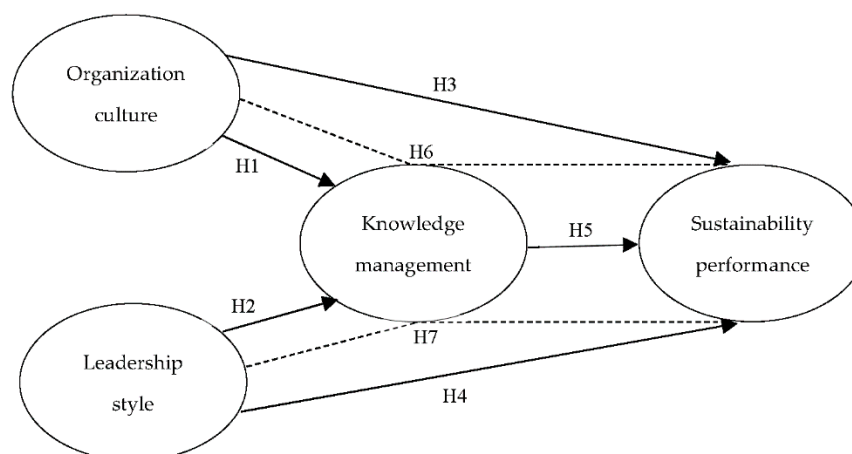 Organization
culture
H3
H1
H6
Knowledge
management
H5
Sustainability
performance
H2
H7
Leadership
style
H4